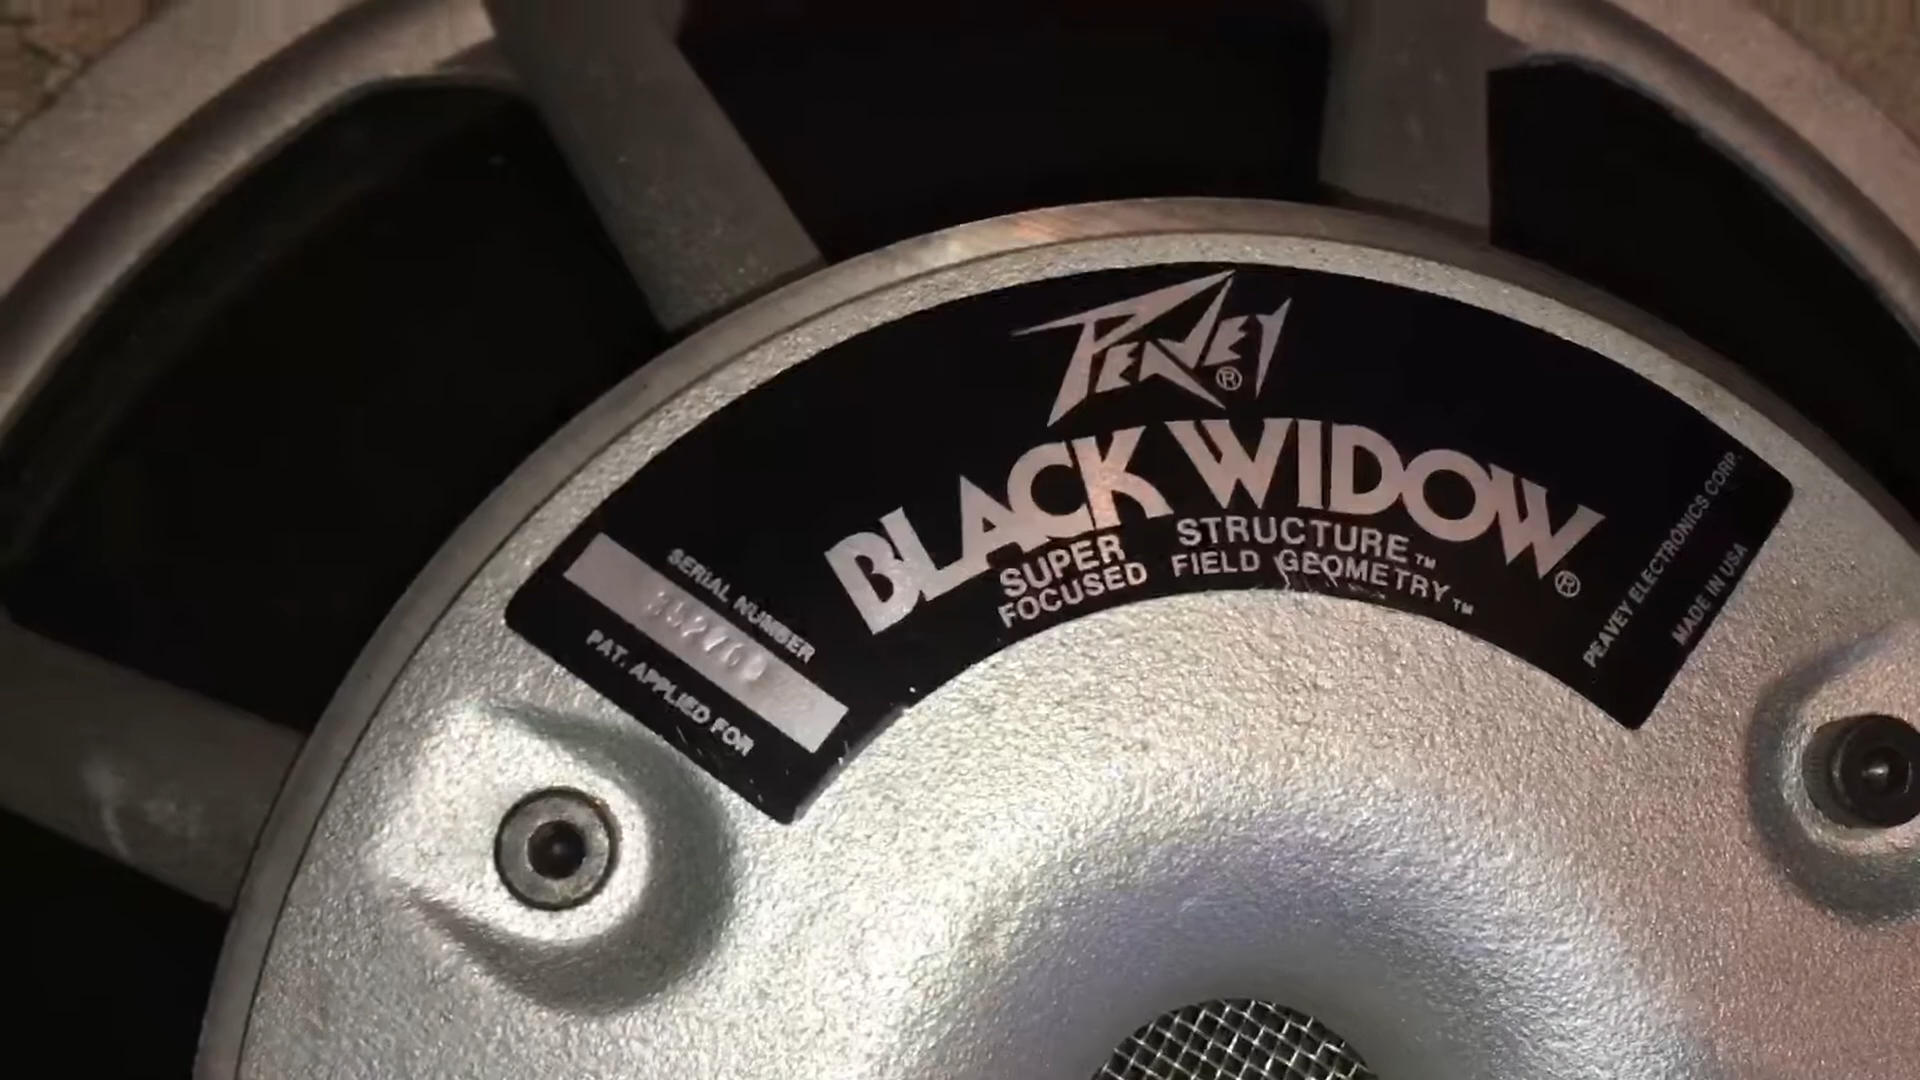 PEAVEY®
BLACK WIDOW®
SUPER STRUCTURE™
FOCUSED FIELD GEOMETRY™
SERIAL NUMBER
PAT. APPLIED FOR
PEAVEY ELECTRONICS CORP.
MADE IN USA